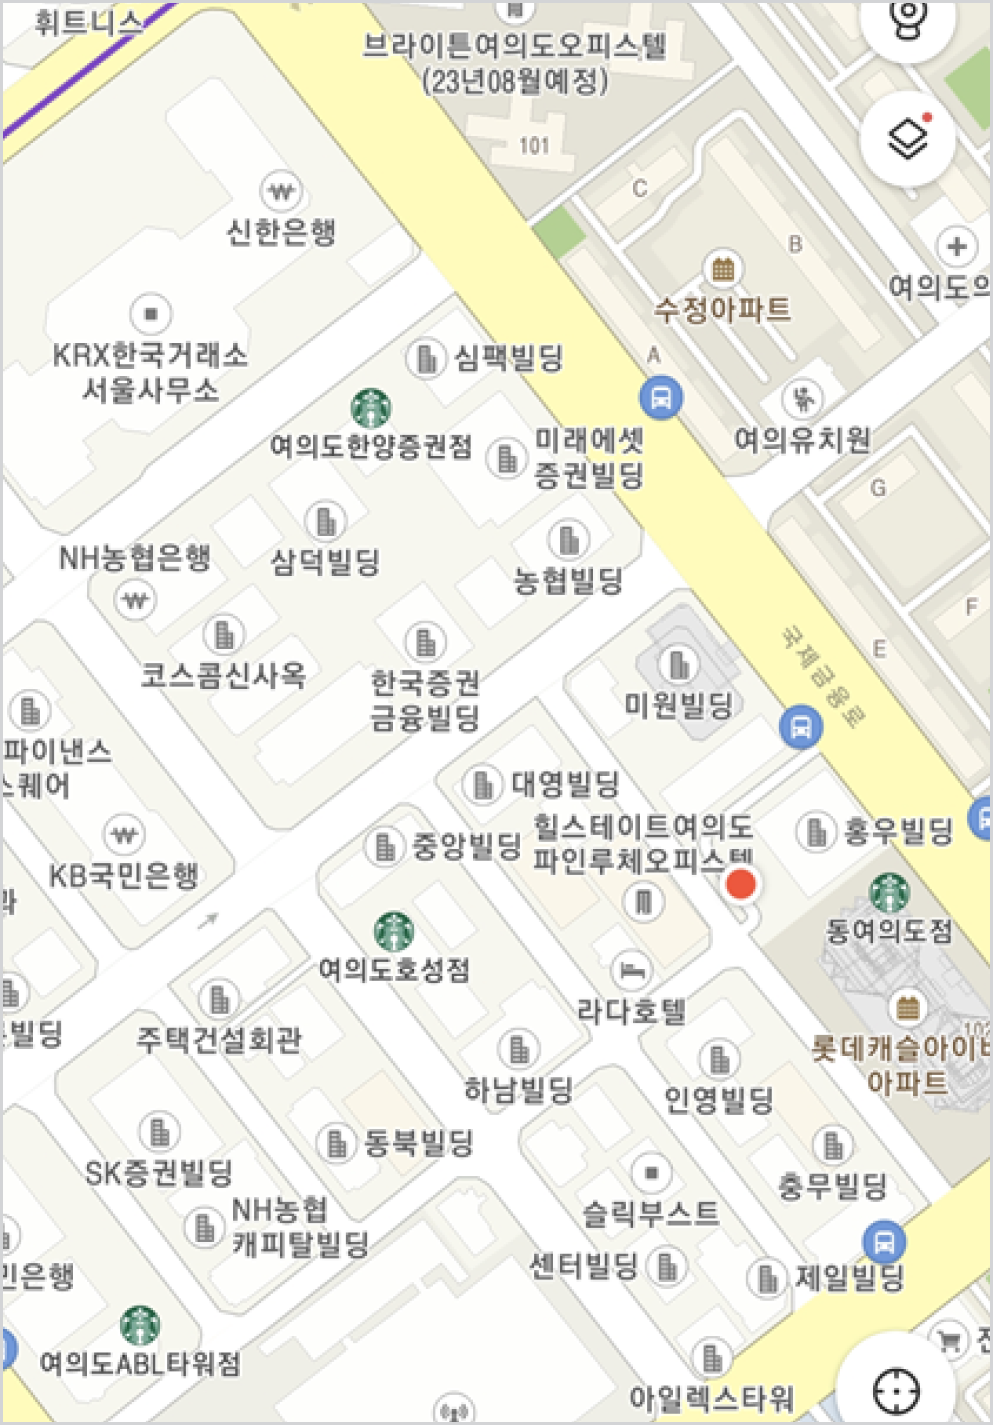 휘트니스
브라이튼여의도오피스텔
(23년08월예정)
101
C
B
신한은행
수정아파트
여의도의
KRX한국거래소
서울사무소
심팩빌딩
A
여의도한양증권점
미래에셋
증권빌딩
여의유치원
G
NH농협은행
삼덕빌딩
농협빌딩
F
코스콤신사옥
한국증권
금융빌딩
미원빌딩
국제금융로
E
파이낸스
스퀘어
대영빌딩
중앙빌딩
힐스테이트여의도
파인루체오피스텔
홍우빌딩
KB국민은행
동여의도점
여의도호성점
라다호텔
빌딩
주택건설회관
102
롯데캐슬아이비
아파트
하남빌딩
인영빌딩
동북빌딩
SK증권빌딩
충무빌딩
NH농협
캐피탈빌딩
슬릭부스트
센터빌딩
제일빌딩
민은행
여의도ABL타워점
아일렉스타워